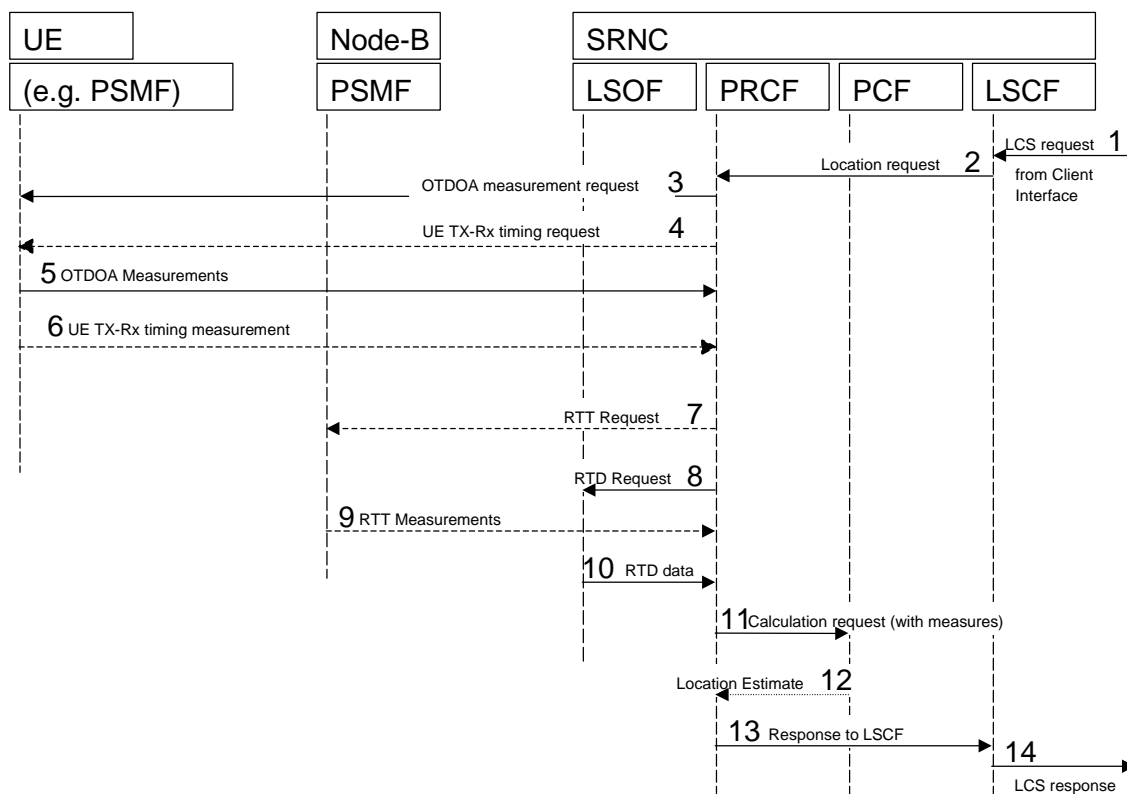 UE
Node-B
SRNC
(e.g. PSMF)
PSMF
LSOF
PRCF
PCF
LSCF
LCS request 1
from Client
Interface
Location request 2
OTDOA measurement request 3
UE TX-Rx timing request 4
5 OTDOA Measurements
6 UE TX-Rx timing measurement
RTT Request 7
RTD Request 8
9 RTT Measurements
10 RTD data
11 Calculation request (with measures)
Location Estimate 12
13 Response to LSCF
14
LCS response